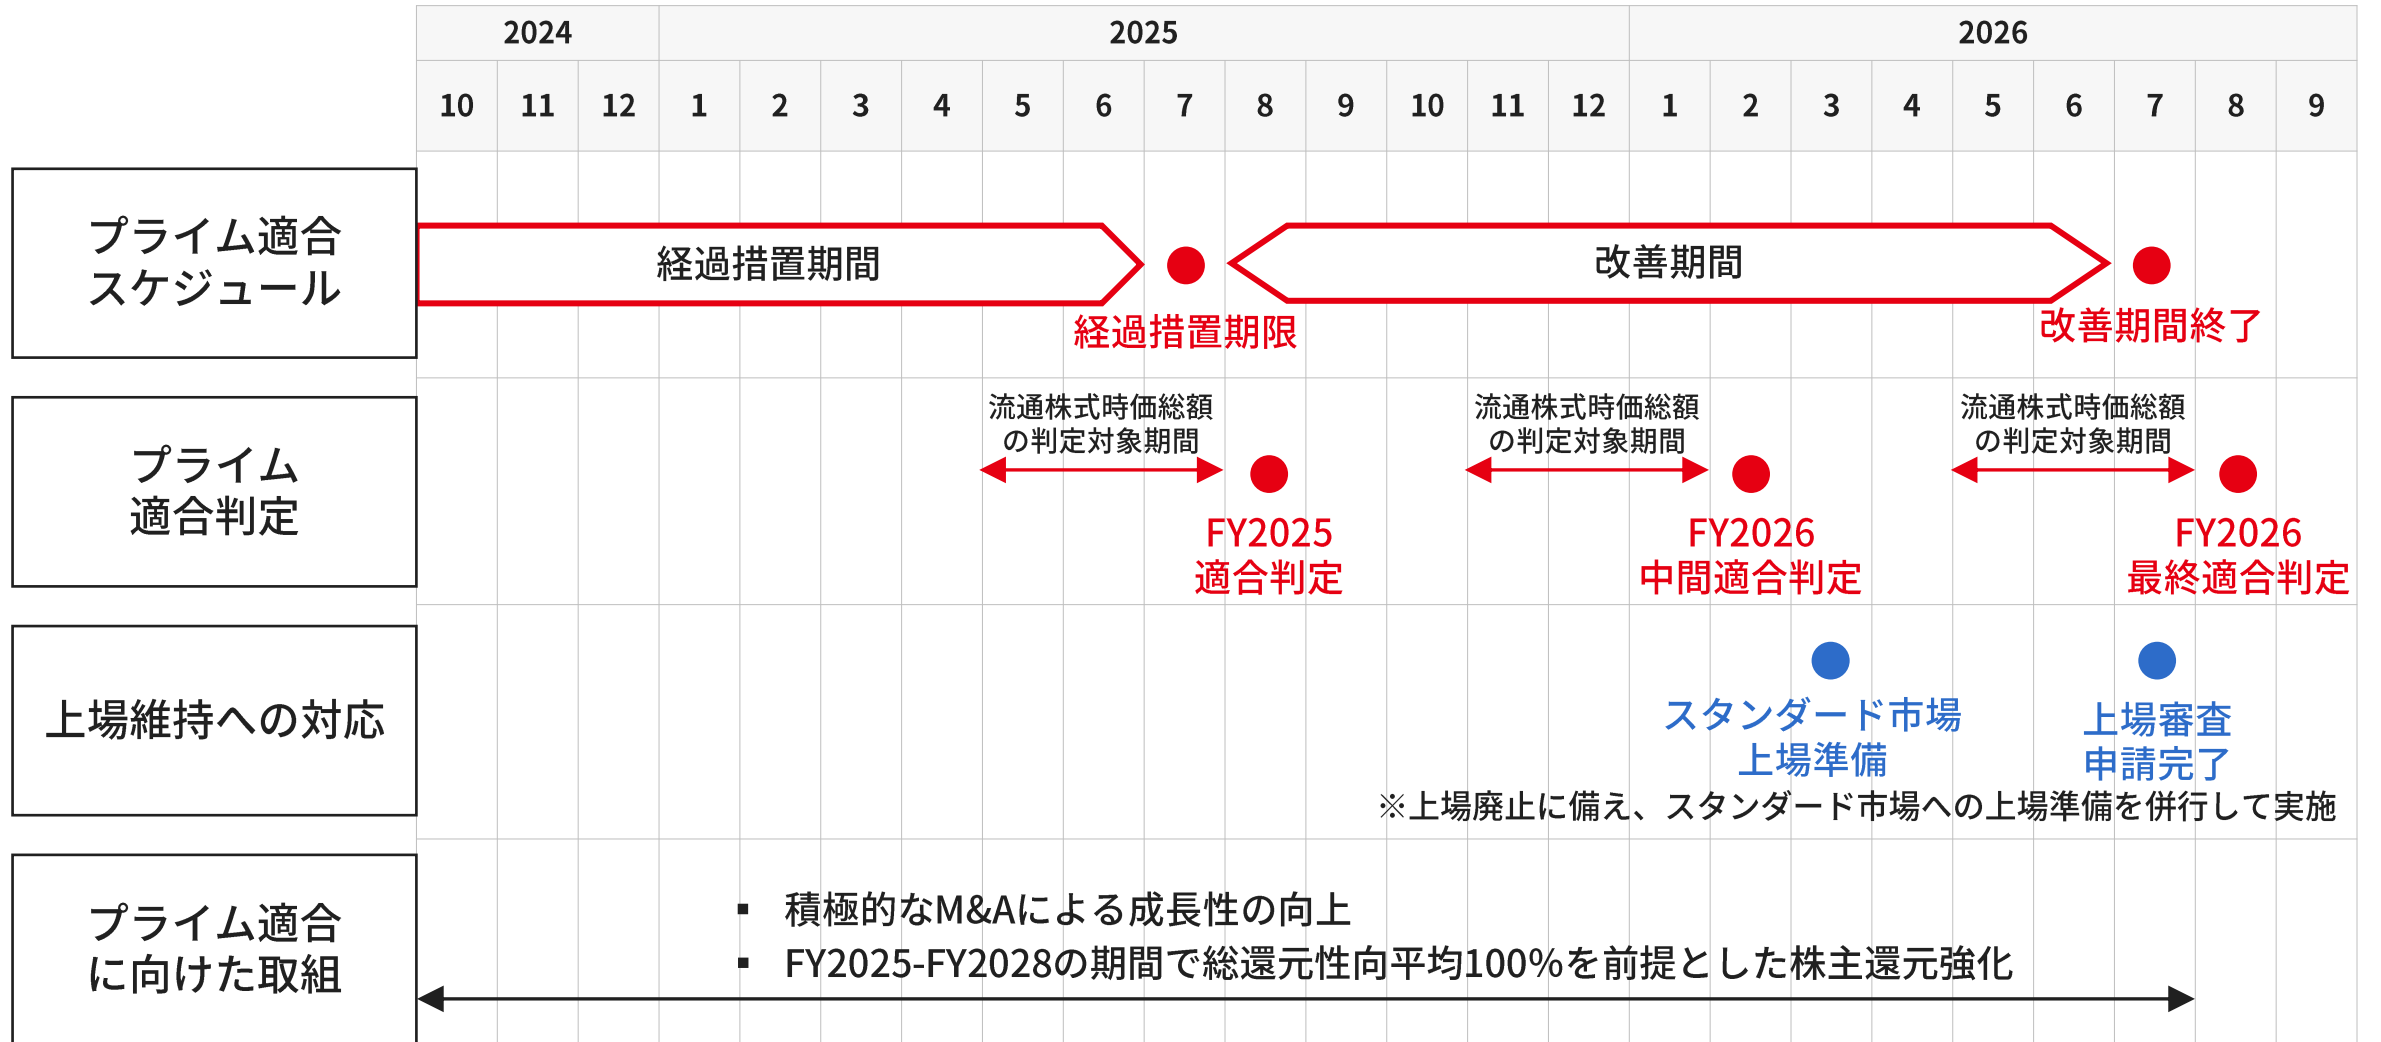 2024 2025 2026
10 11 12 1 2 3 4 5 6 7 8 9 10 11 12 1 2 3 4 5 6 7 8 9
プライム適合
スケジュール
経過措置期間
経過措置期限
改善期間
改善期間終了
プライム
適合判定
流通株式時価総額
の判定対象期間
FY2025
適合判定
流通株式時価総額
の判定対象期間
FY2026
中間適合判定
流通株式時価総額
の判定対象期間
FY2026
最終適合判定
上場維持への対応
スタンダード市場
上場準備
上場審査
申請完了
※上場廃止に備え、スタンダード市場への上場準備を併行して実施
プライム適合
に向けた取組
▪ 積極的なM&Aによる成長性の向上
▪ FY2025-FY2028の期間で総還元性向平均100%を前提とした株主還元強化